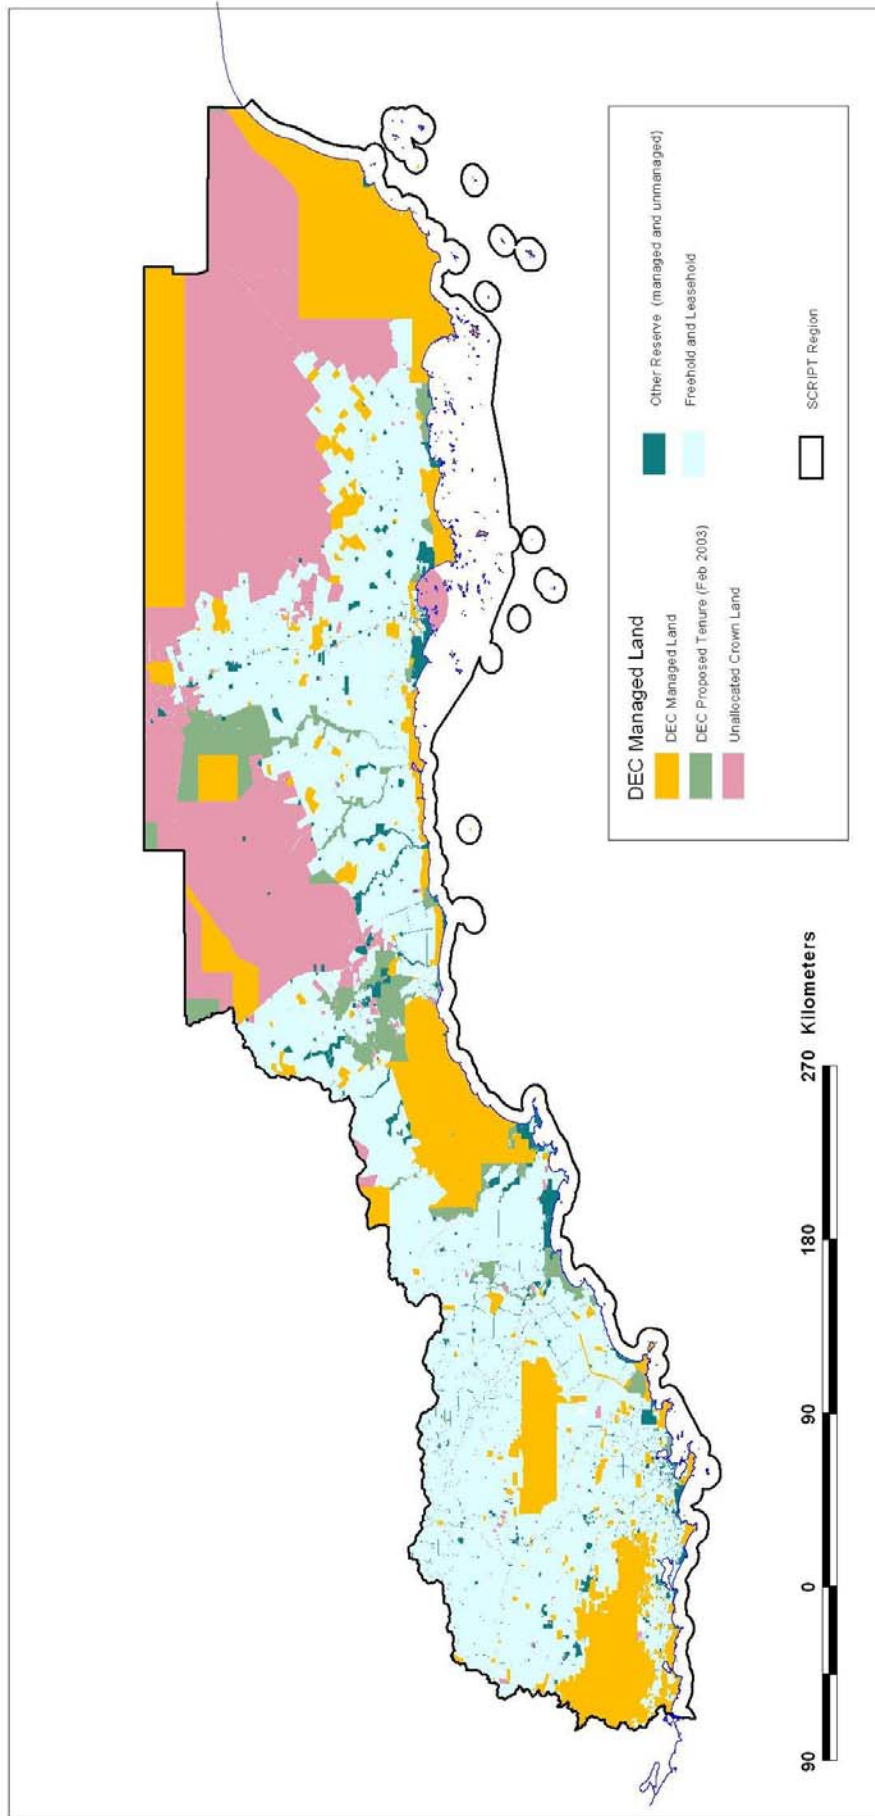 DEC Managed Land
DEC Managed Land
DEC Proposed Tenure (Feb 2003)
Unallocated Crown Land
Other Reserve (managed and unmanaged)
Freehold and Leasehold
SCRIPT Region
90 0 90 180 270 Kilometers